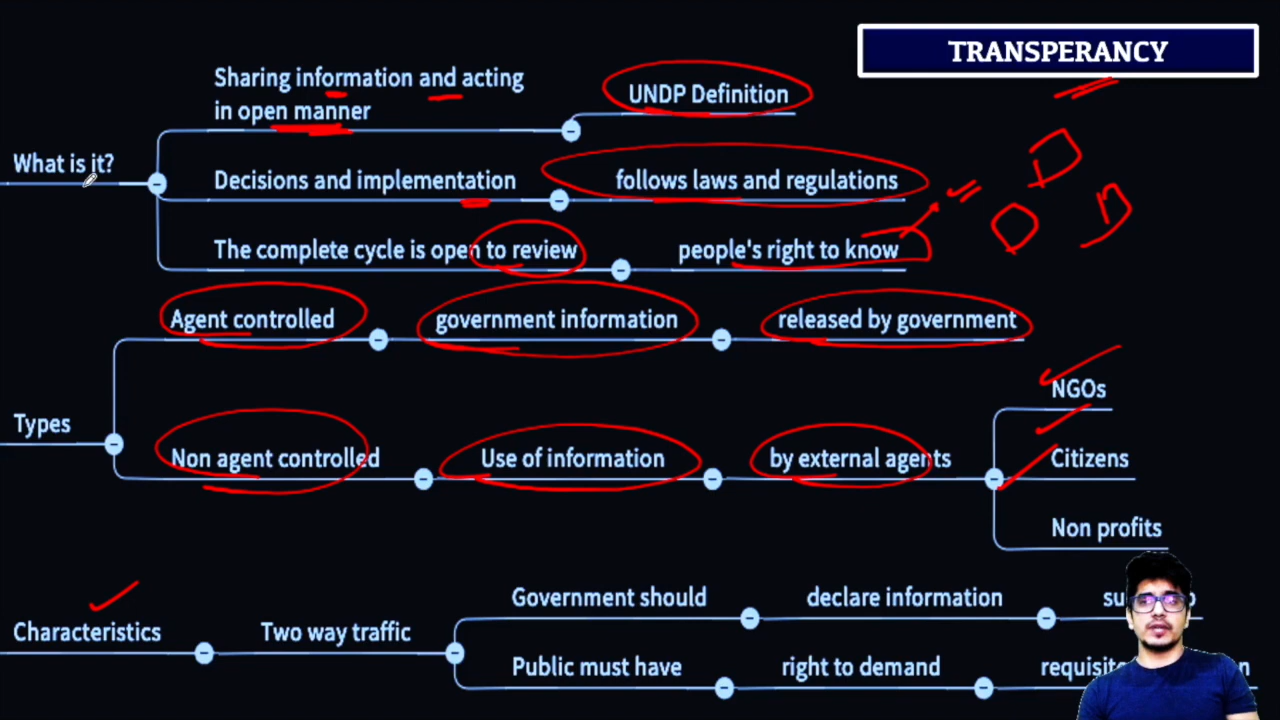 TRANSPERANCY
Sharing information and acting
in open manner
UNDP Definition
What is it?
Decisions and implementation
follows laws and regulations
The complete cycle is open to review
people's right to know
Agent controlled
government information
released by government
Types
Non agent controlled
Use of information
by external agents
NGOs
Citizens
Non profits
Characteristics
Two way traffic
Government should
declare information
Public must have
right to demand